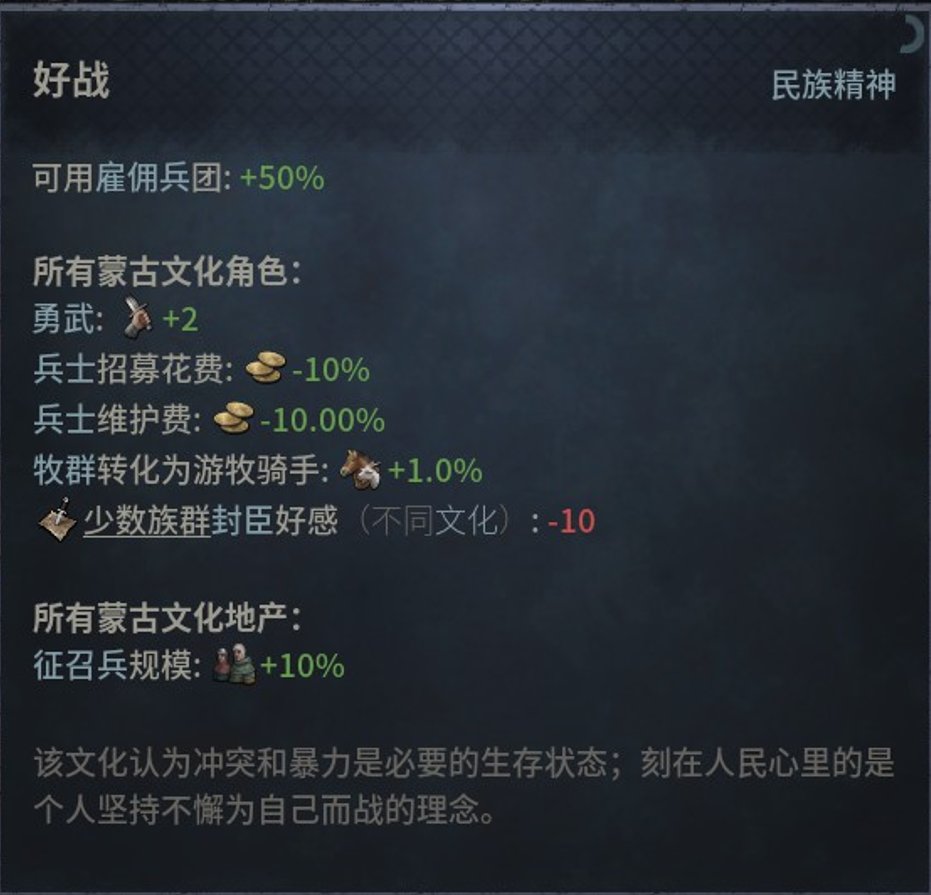 好战
民族精神
可用雇佣兵团: +50%
所有蒙古文化角色：
勇武: +2
兵士招募花费: -10%
兵士维护费: -10.00%
牧群转化为游牧骑手: +1.0%
少数族群封臣好感（不同文化）: -10
所有蒙古文化地产：
征召兵规模: +10%
该文化认为冲突和暴力是必要的生存状态；刻在人民心里的是
个人坚持不懈为自己而战的理念。